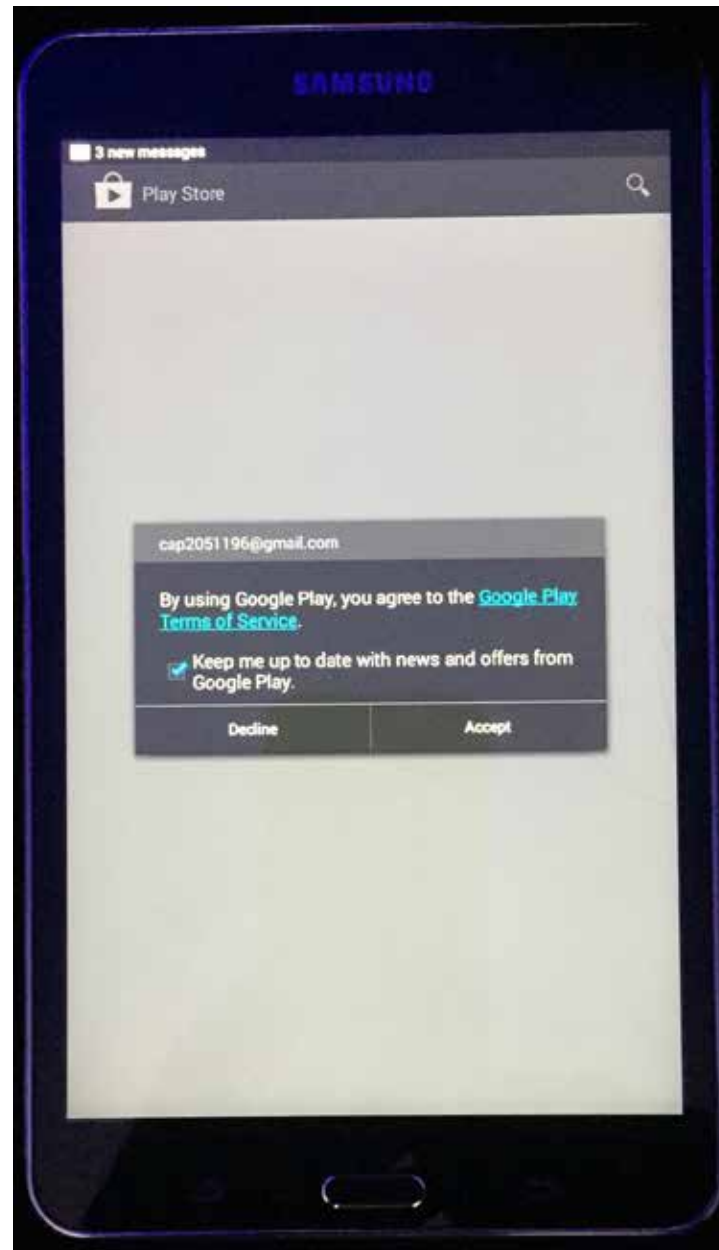 SAMSUNG
3 new messages
Play Store
cap2051196@gmail.com
By using Google Play, you agree to the Google Play
Terms of Service.
Keep me up to date with news and offers from
Google Play.
Decline
Accept